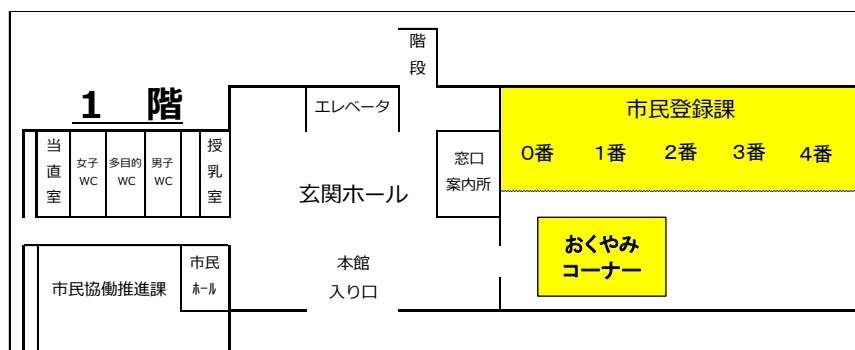 階
段
1 階
エレベータ
市民登録課
当
直
室
女子
WC
多目的
WC
男子
WC
授
乳
室
窓口
案内所
0番 1番 2番 3番 4番
玄関ホール
おくやみ
コーナー
市民協働推進課
市民
ﾎｰﾙ
本館
入り口